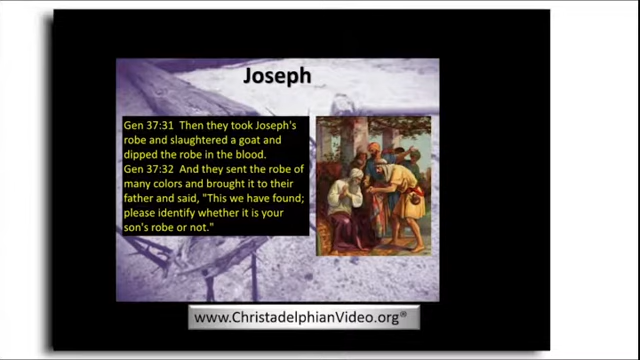 Joseph
Gen 37:31  Then they took Joseph's
robe and slaughtered a goat and
dipped the robe in the blood.
Gen 37:32  And they sent the robe of
many colors and brought it to their
father and said, "This we have found;
please identify whether it is your
son's robe or not."
www.ChristadelphianVideo.org®